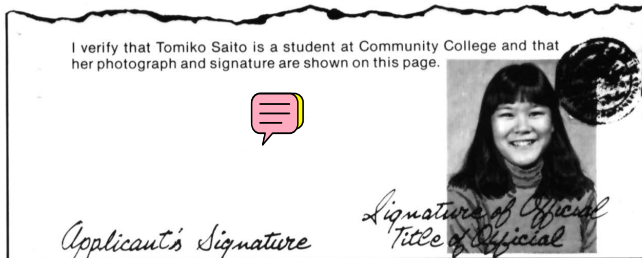 I verify that Tomiko Saito is a student at Community College and that
her photograph and signature are shown on this page.
Signature of Official
Applicant's Signature Title of Official